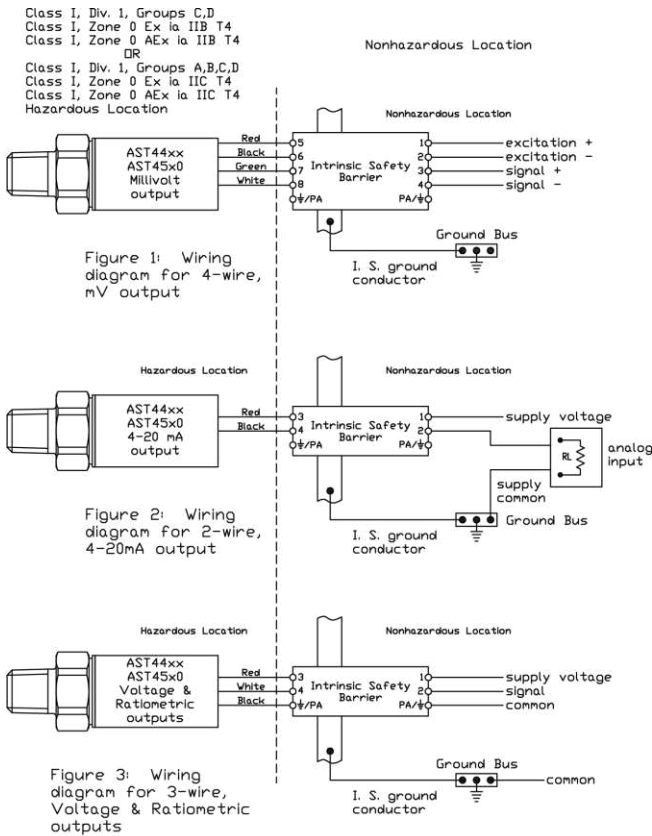 Class I, Div. 1, Groups C,D
Class I, Zone 0 Ex ia IIB T4
Class I, Zone 0 AEx ia IIB T4
OR
Class I, Div. 1, Groups A,B,C,D
Class I, Zone 0 Ex ia IIC T4
Class I, Zone 0 AEx ia IIC T4
Hazardous Location
Nonhazardous Location
Nonhazardous Location
AST44xx
AST45x0
Millivolt
output
Red
Black
Green
White
5
6
7
8
⏚/PA
Intrinsic Safety
Barrier
1
2
3
4
PA/⏚
excitation +
excitation -
signal +
signal -
Ground Bus
I. S. ground
conductor
Figure 1: Wiring
diagram for 4-wire,
mV output
Hazardous Location
Nonhazardous Location
AST44xx
AST45x0
4-20 mA
output
Red
Black
3
4
⏚/PA
Intrinsic Safety
Barrier
1
2
PA/⏚
supply voltage
RL
analog
input
supply
common
Ground Bus
I. S. ground
conductor
Figure 2: Wiring
diagram for 2-wire,
4-20mA output
Hazardous Location
Nonhazardous Location
AST44xx
AST45x0
Voltage &
Ratiometric
outputs
Red
White
Black
3
4
⏚/PA
Intrinsic Safety
Barrier
1
2
PA/⏚
supply voltage
signal
common
Ground Bus
common
I. S. ground
conductor
Figure 3: Wiring
diagram for 3-wire,
Voltage & Ratiometric
outputs